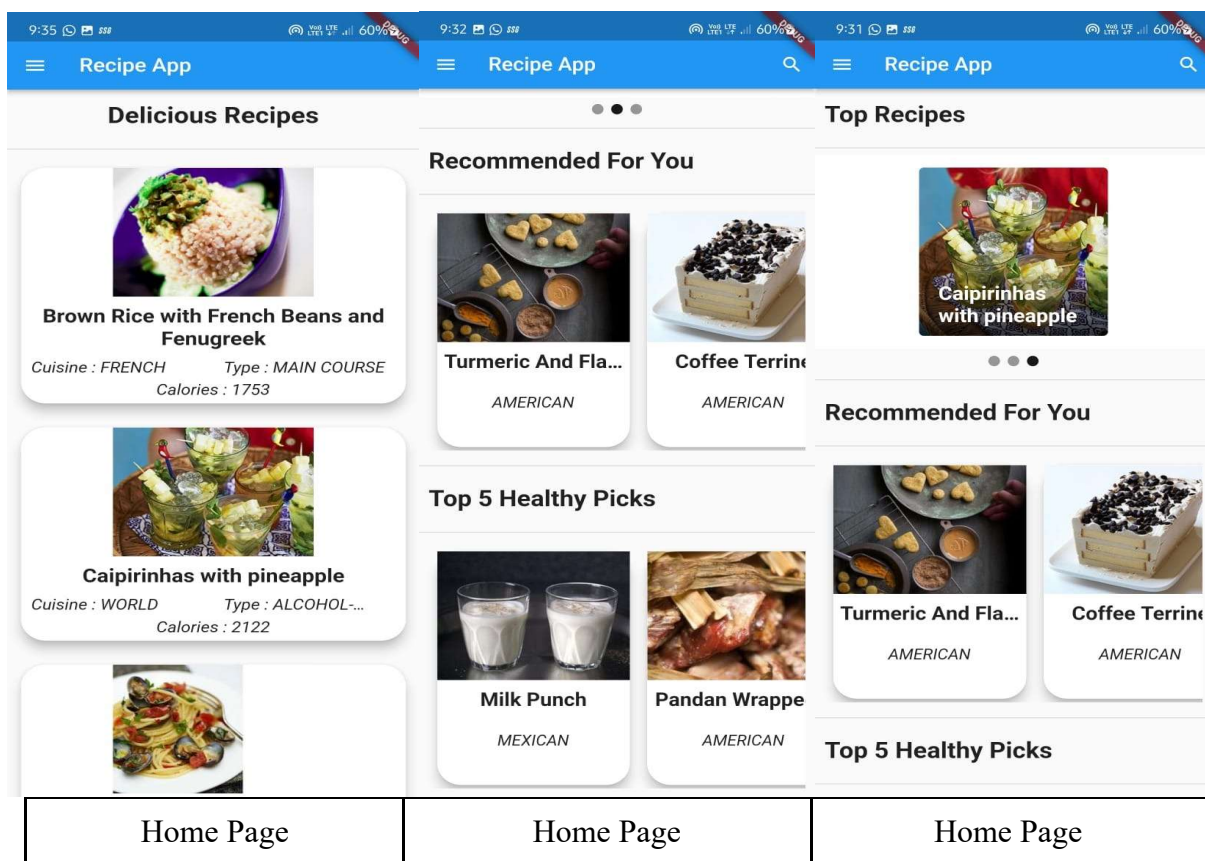 9:35
60%
DEBUG
Recipe App
Delicious Recipes
Brown Rice with French Beans and
Fenugreek
Cuisine : FRENCH Type : MAIN COURSE
Calories : 1753
Caipirinhas with pineapple
Cuisine : WORLD Type : ALCOHOL-...
Calories : 2122
9:32
60%
Recipe App
Recommended For You
Turmeric And Fla... Coffee Terrine
AMERICAN AMERICAN
Top 5 Healthy Picks
Milk Punch Pandan Wrappe
MEXICAN AMERICAN
9:31
60%
Recipe App
Top Recipes
Caipirinhas
with pineapple
Recommended For You
Turmeric And Fla... Coffee Terrine
AMERICAN AMERICAN
Top 5 Healthy Picks
Home Page Home Page Home Page